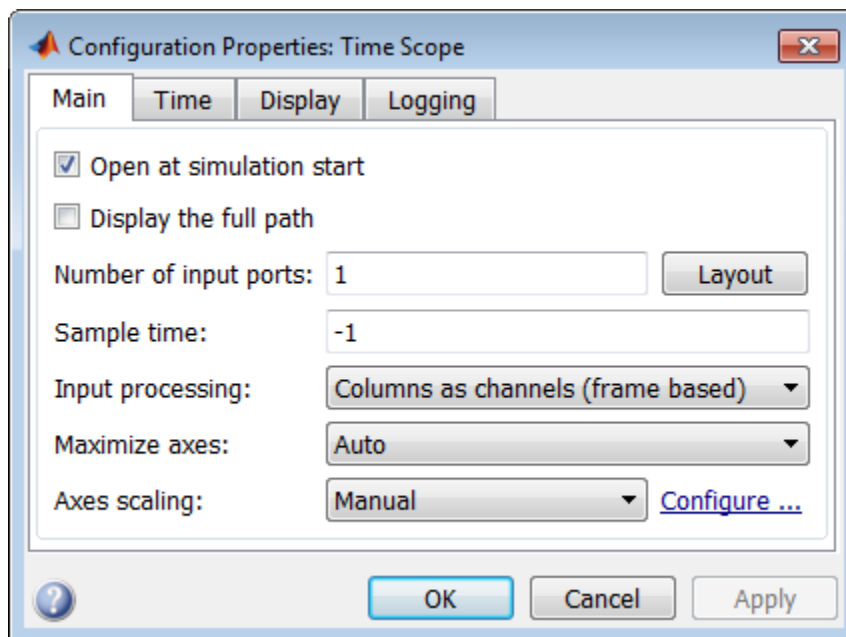 Configuration Properties: Time Scope
Main Time Display Logging
Open at simulation start
Display the full path
Number of input ports: 1 Layout
Sample time: -1
Input processing: Columns as channels (frame based)
Maximize axes: Auto
Axes scaling: Manual Configure ...
? OK Cancel Apply